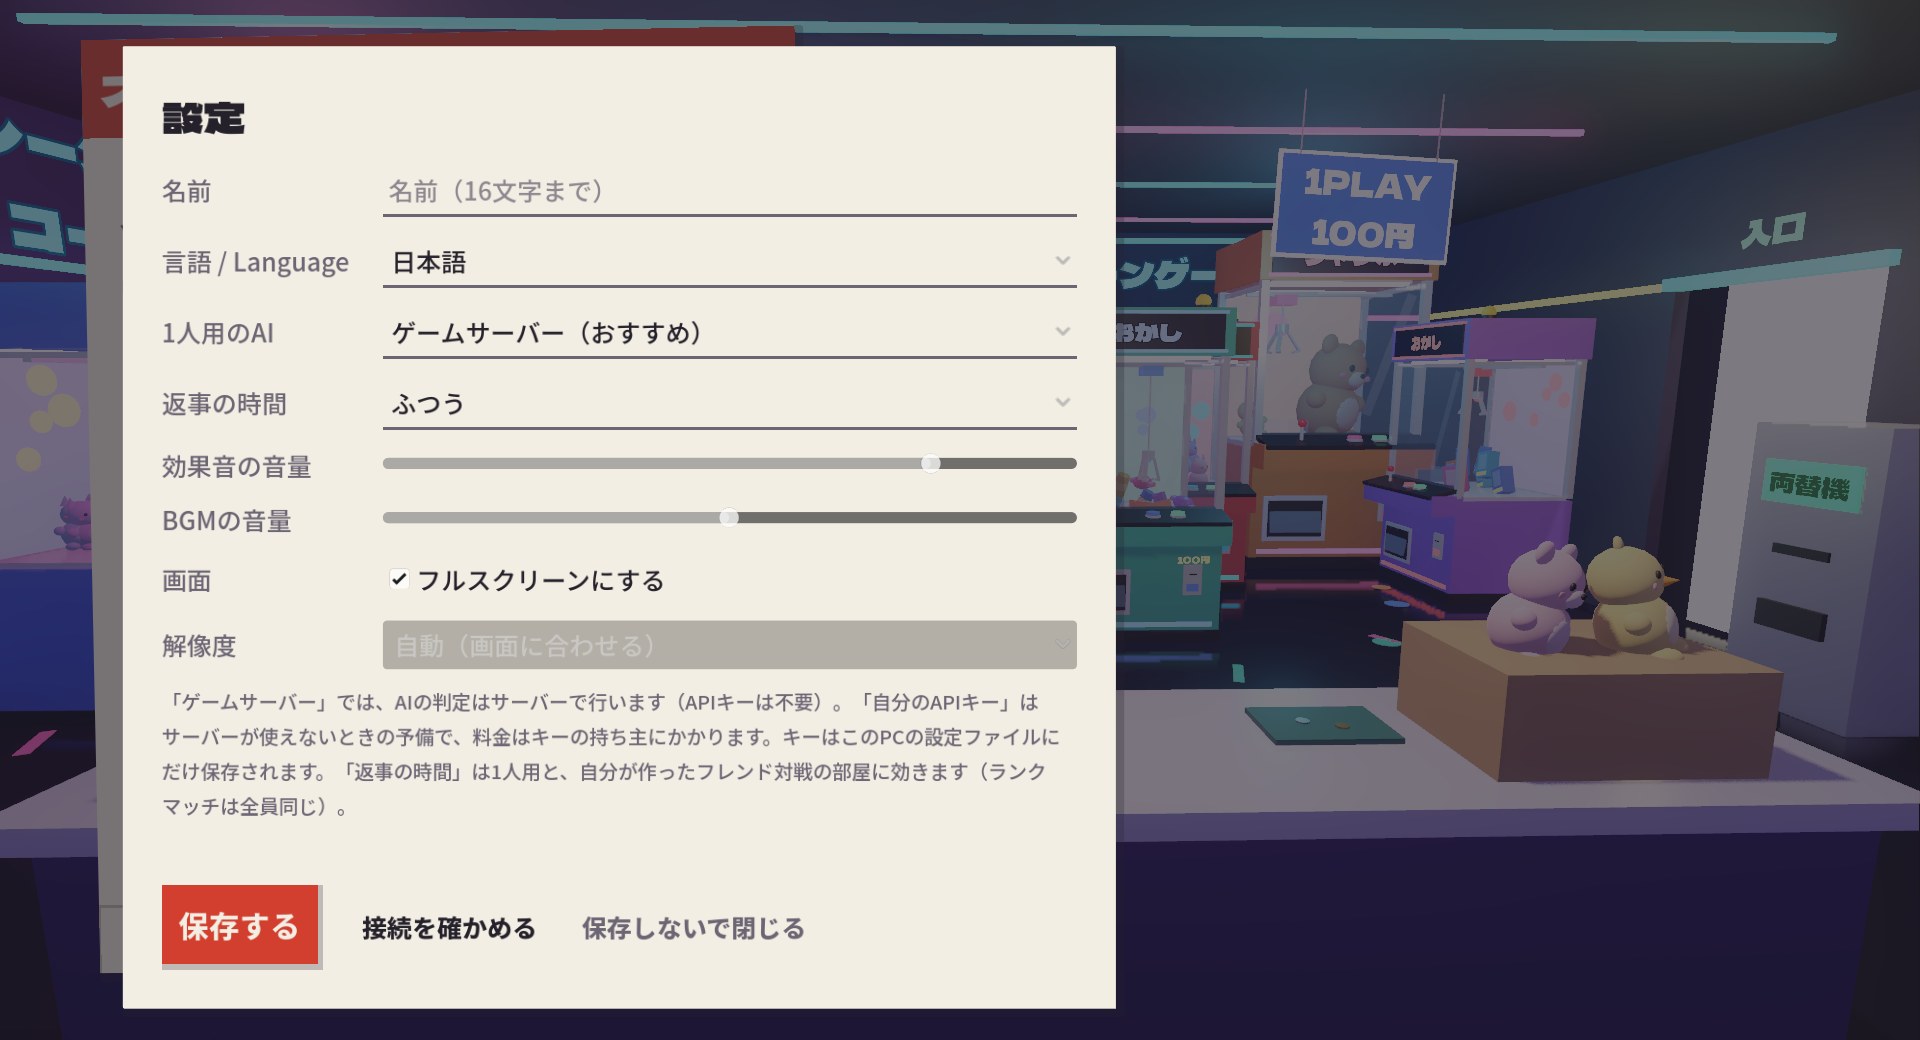 設定
名前
名前（16文字まで）
言語 / Language
日本語
1人用のAI
ゲームサーバー（おすすめ）
返事の時間
ふつう
効果音の音量
BGMの音量
画面
フルスクリーンにする
解像度
自動（画面に合わせる）
「ゲームサーバー」では、AIの判定はサーバーで行います（APIキーは不要）。「自分のAPIキー」は
サーバーが使えないときの予備で、料金はキーの持ち主にかかります。キーはこのPCの設定ファイルに
だけ保存されます。「返事の時間」は1人用と、自分が作ったフレンド対戦の部屋に効きます（ランク
マッチは全員同じ）。
保存する
接続を確かめる
保存しないで閉じる
1PLAY
100円
入口
ンゲー
おかし
おかし
両替機
100円
コー